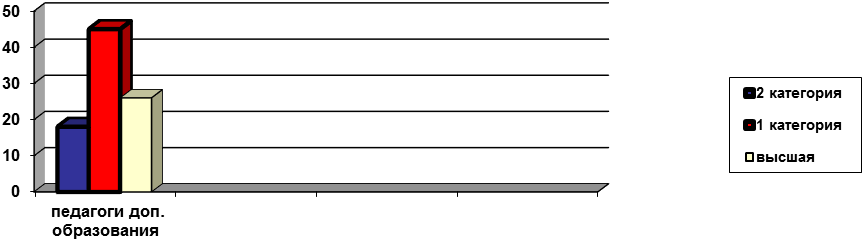 50
40
30
20
10
0
педагоги доп.
образования
2 категория
1 категория
высшая